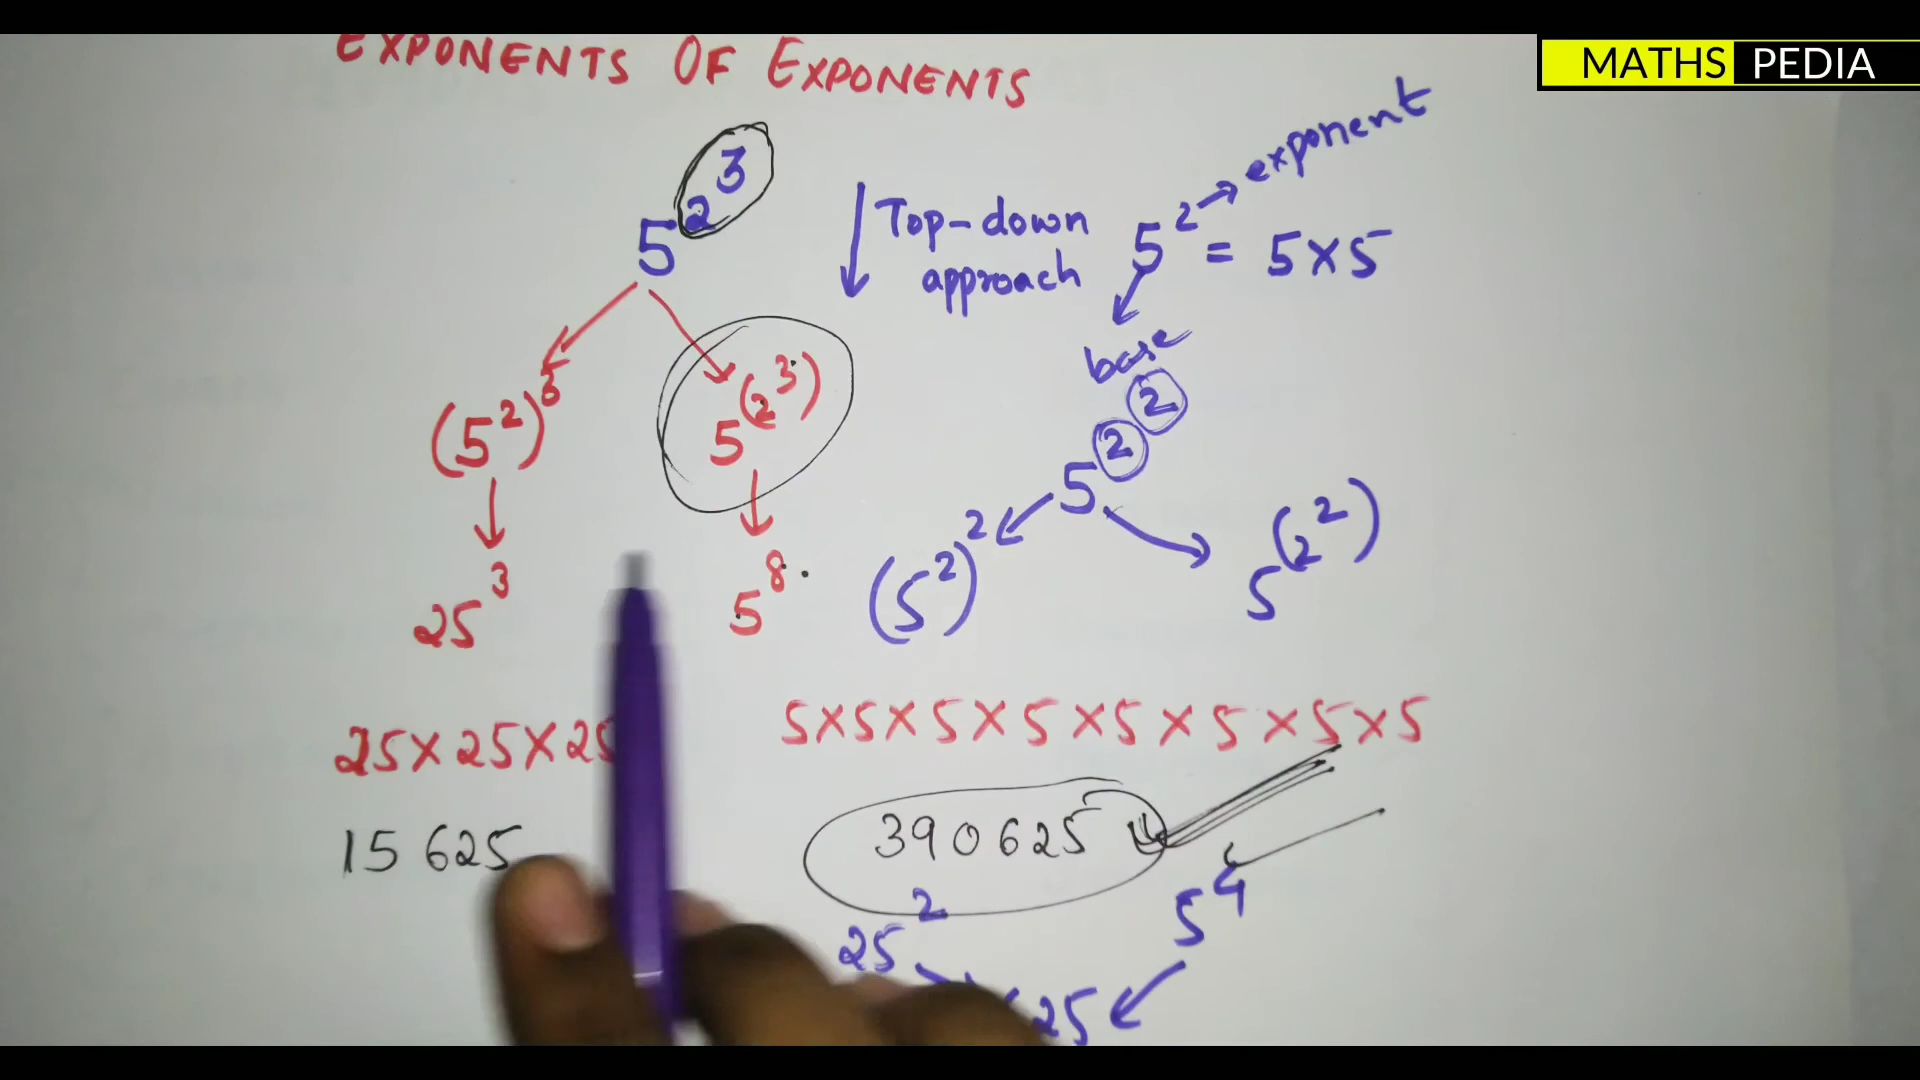 MATHS PEDIA
EXPONENTS OF EXPONENTS
5^2^3
Top-down
approach
5^2 → exponent
= 5×5
base
(5^2)^3
5^(2^3)
5^2^2
25^3
5^8
(5^2)^2
5^(2^2)
25×25×25
5×5×5×5×5×5×5×5
15 625
390625
25^2
5^4
25